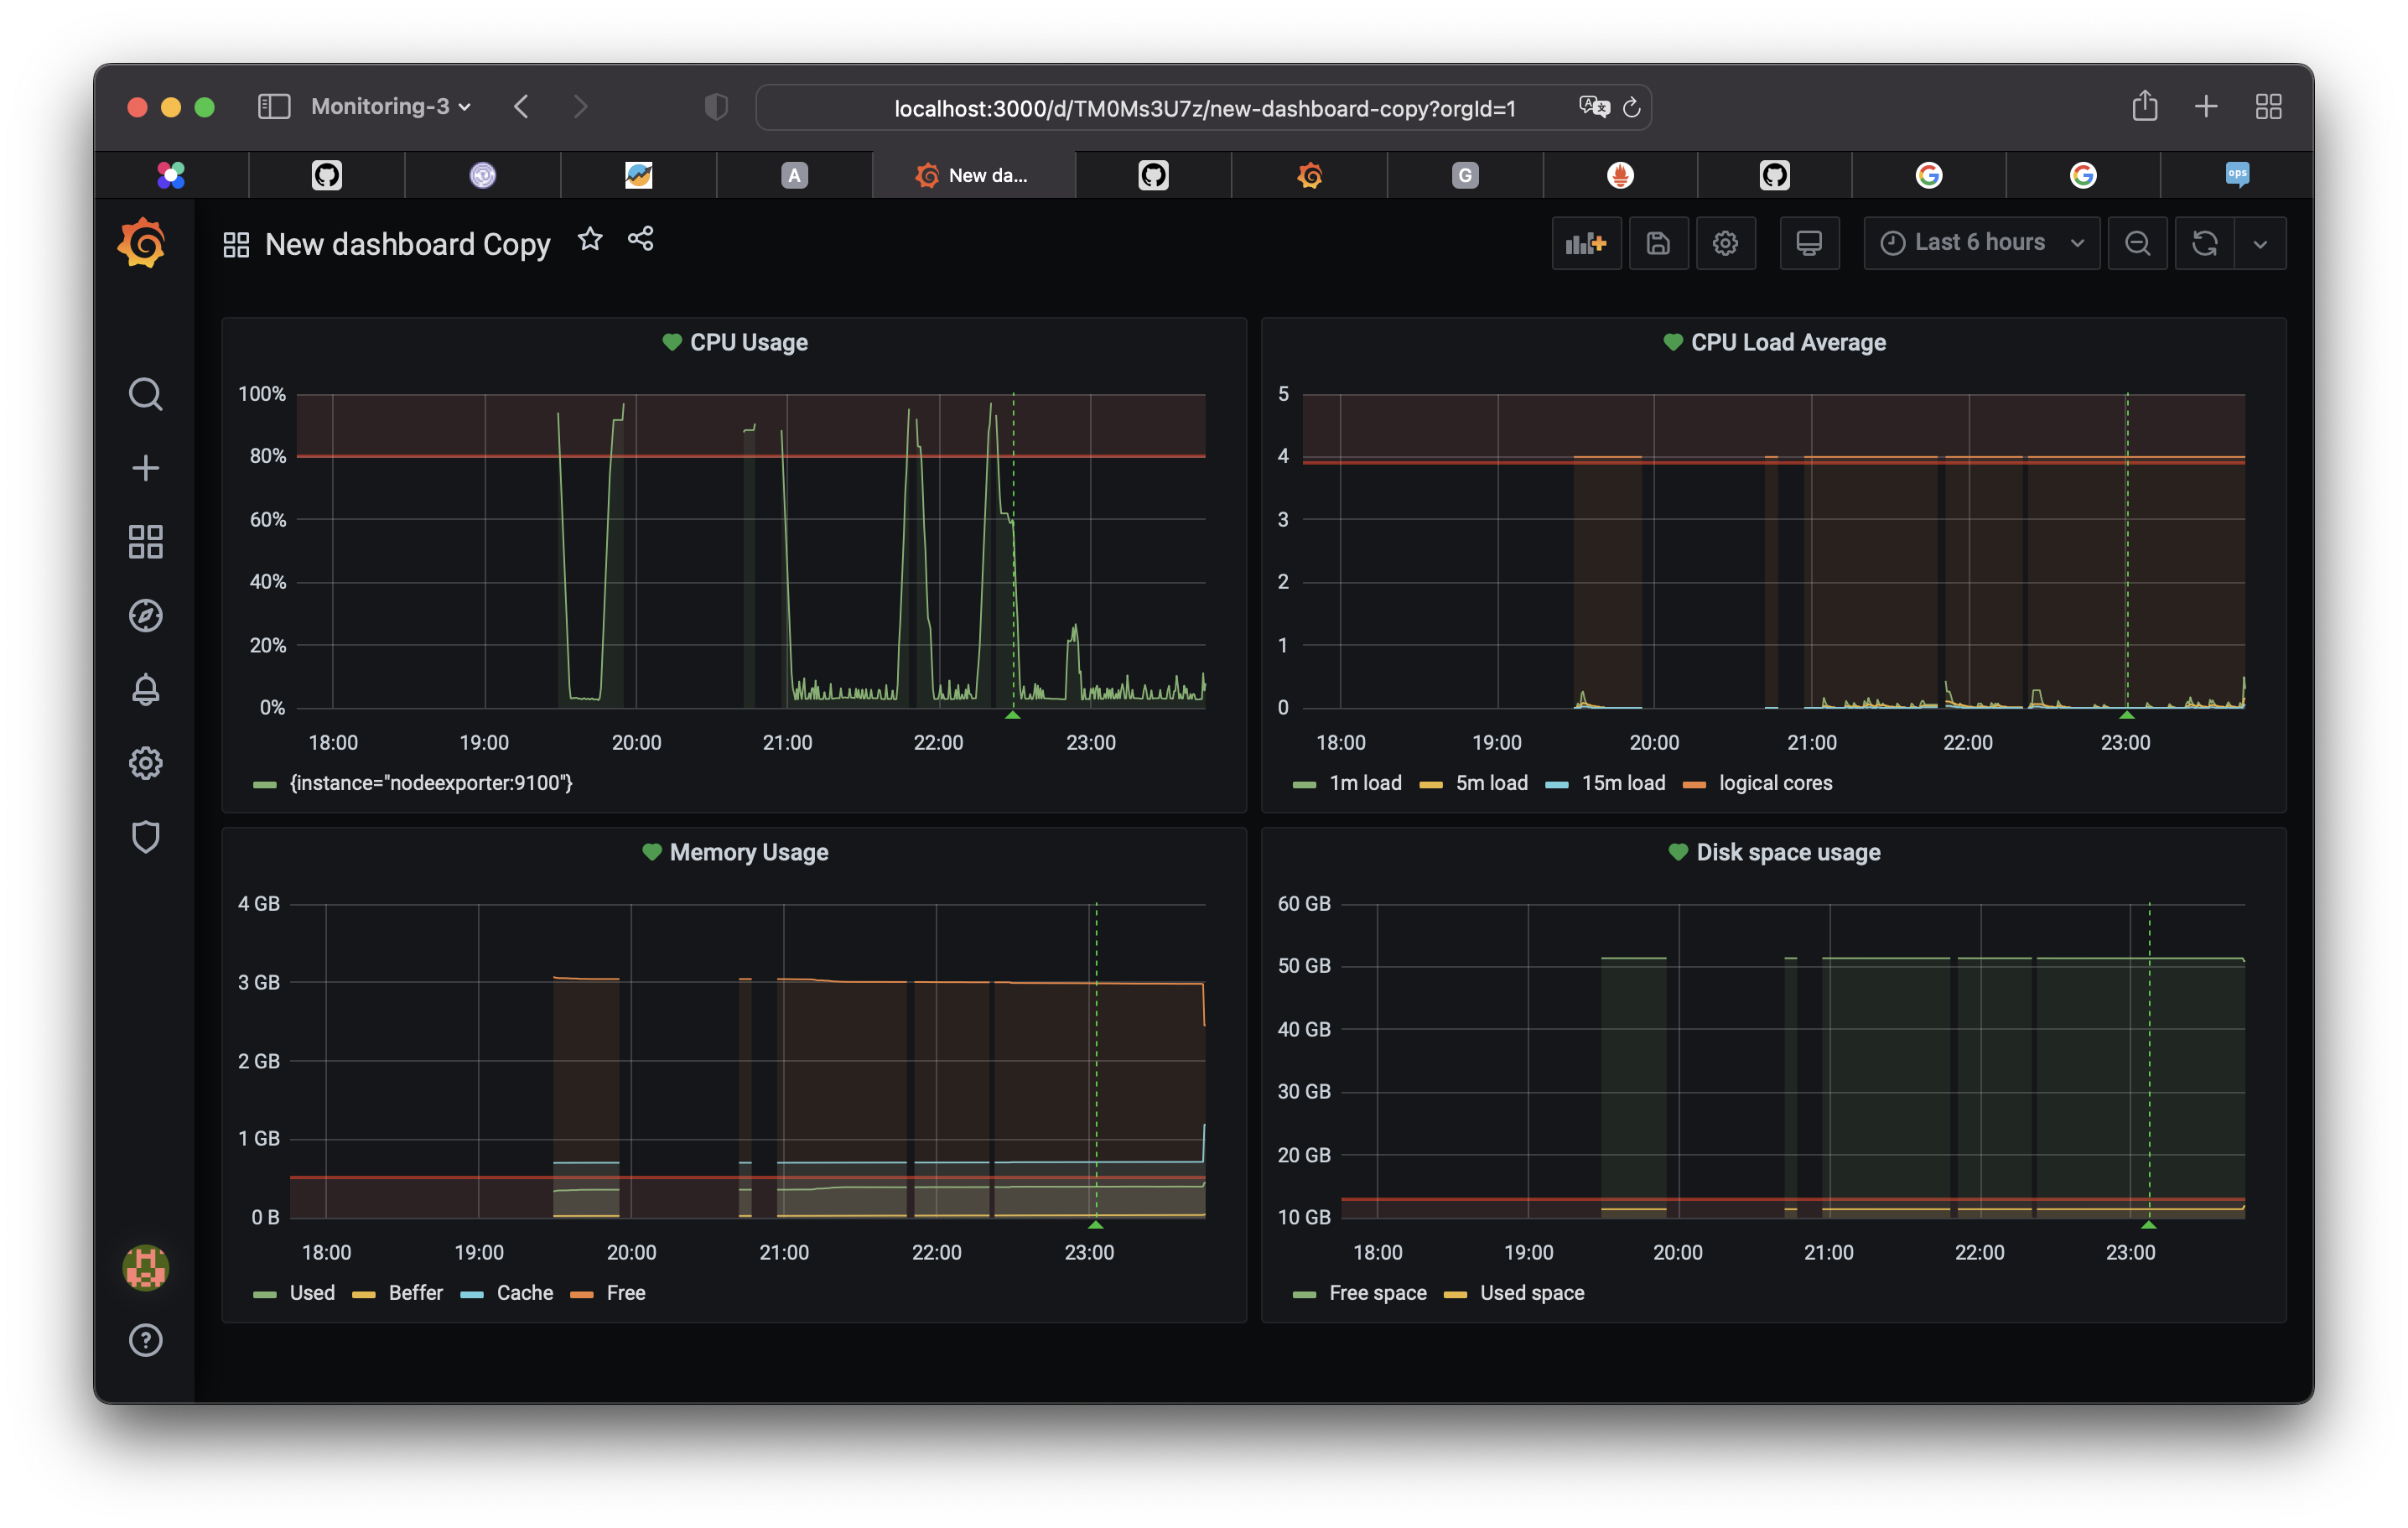 Monitoring-3
localhost:3000/d/TM0Ms3U7z/new-dashboard-copy?orgId=1
A
New da...
G
ops
New dashboard Copy
Last 6 hours
CPU Usage
100%
80%
60%
40%
20%
0%
18:00 19:00 20:00 21:00 22:00 23:00
{instance="nodeexporter:9100"}
CPU Load Average
5
4
3
2
1
0
18:00 19:00 20:00 21:00 22:00 23:00
1m load 5m load 15m load logical cores
Memory Usage
4 GB
3 GB
2 GB
1 GB
0 B
18:00 19:00 20:00 21:00 22:00 23:00
Used Beffer Cache Free
Disk space usage
60 GB
50 GB
40 GB
30 GB
20 GB
10 GB
18:00 19:00 20:00 21:00 22:00 23:00
Free space Used space